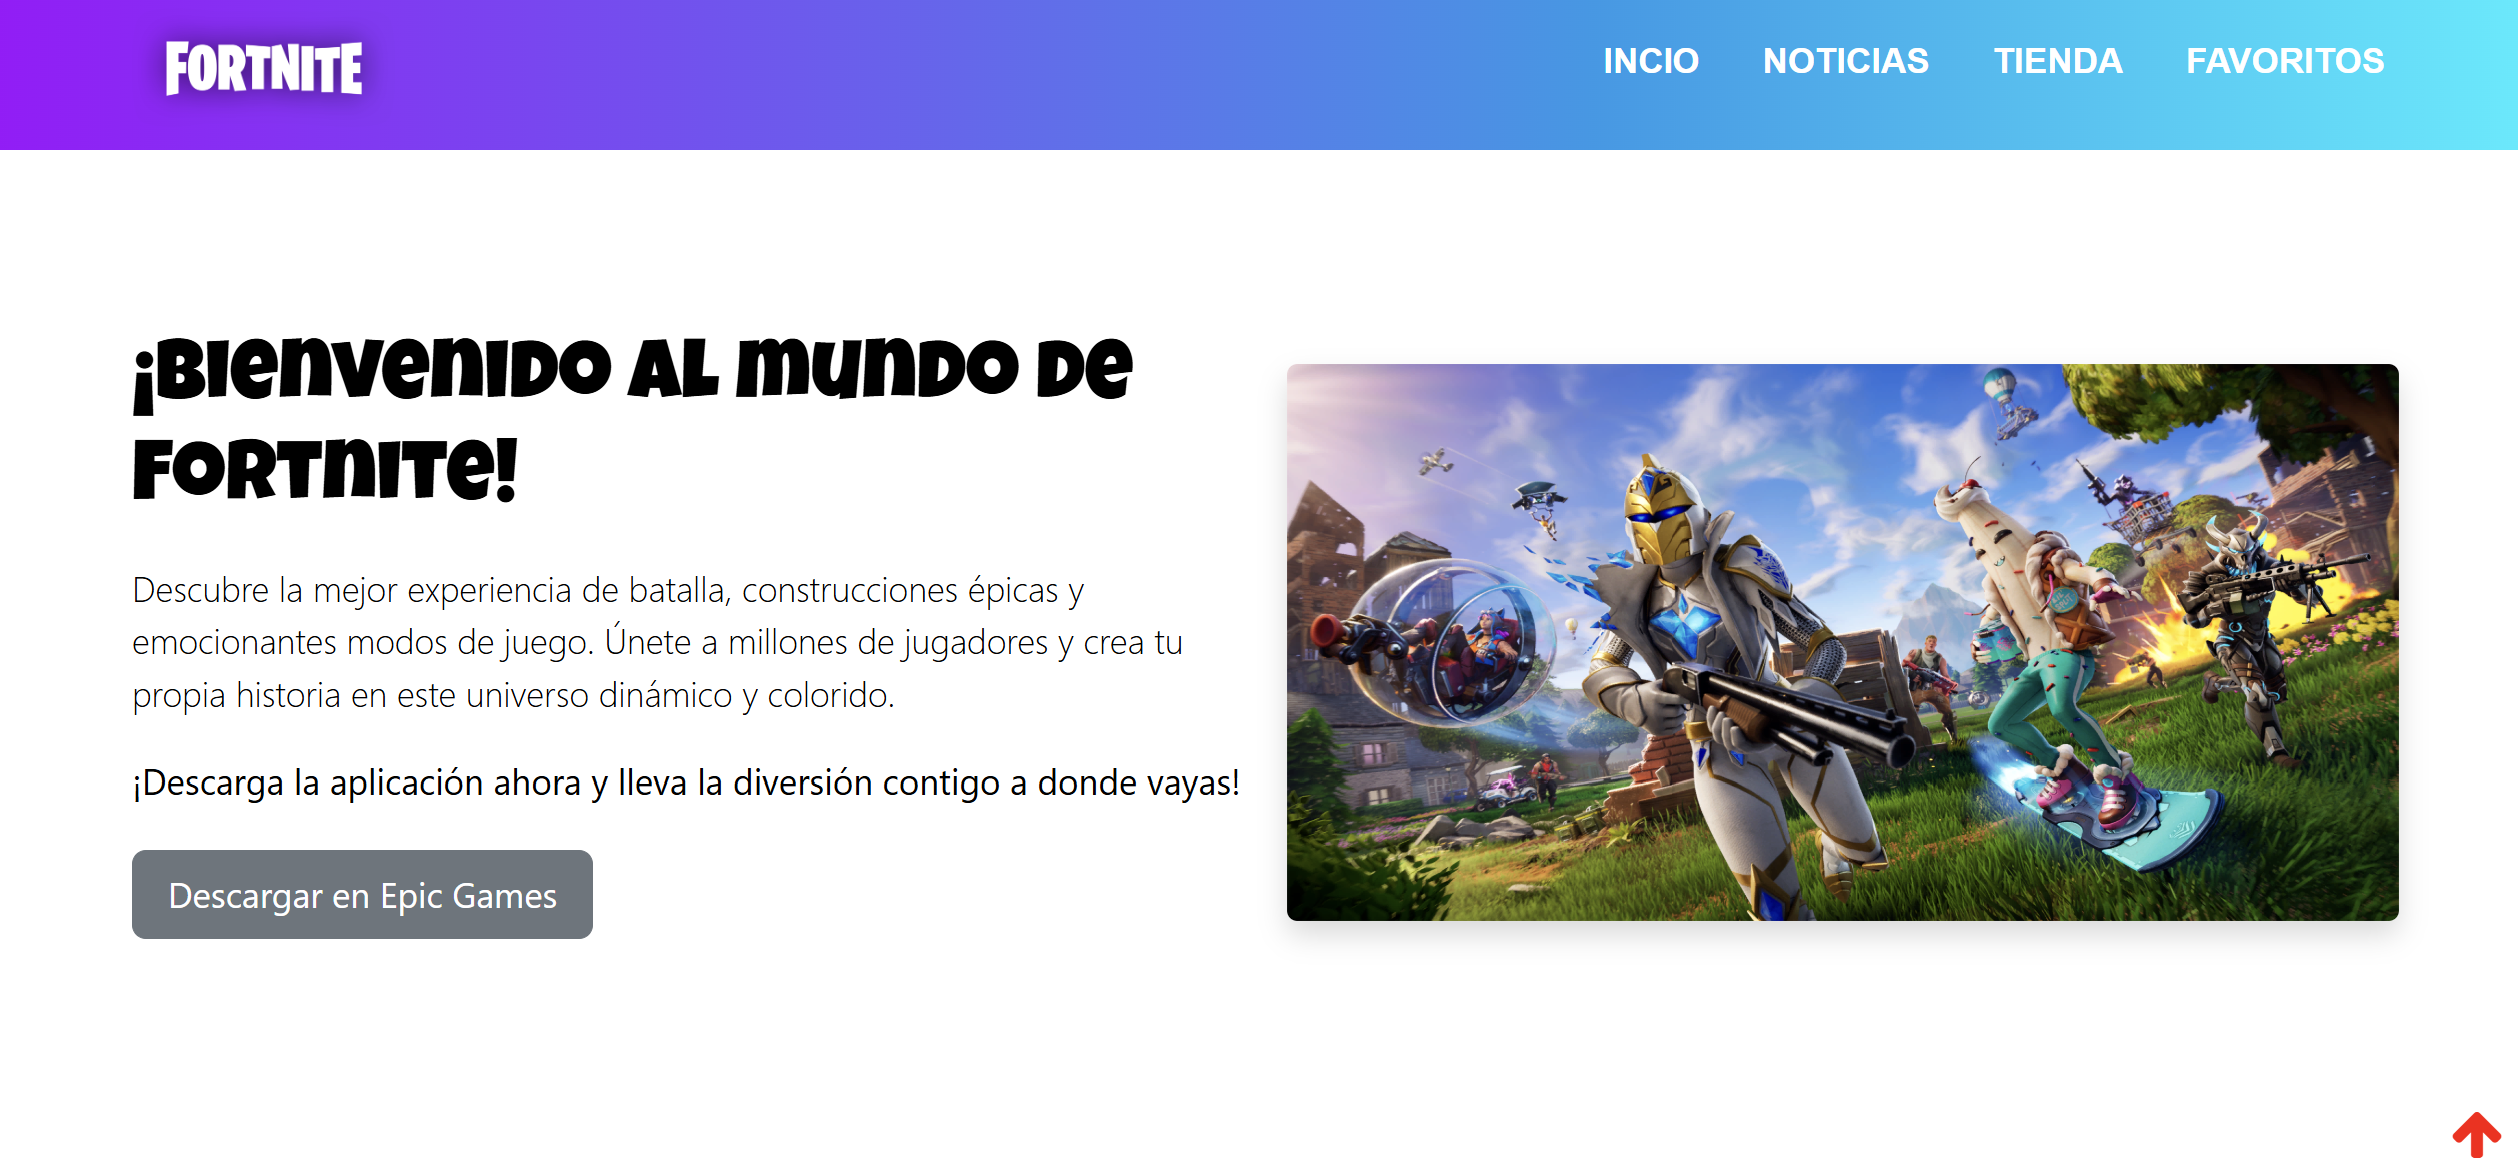 FORTNITE
INCIO NOTICIAS TIENDA FAVORITOS
¡Bienvenido al mundo de
Fortnite!
Descubre la mejor experiencia de batalla, construcciones épicas y
emocionantes modos de juego. Únete a millones de jugadores y crea tu
propia historia en este universo dinámico y colorido.
¡Descarga la aplicación ahora y lleva la diversión contigo a donde vayas!
Descargar en Epic Games